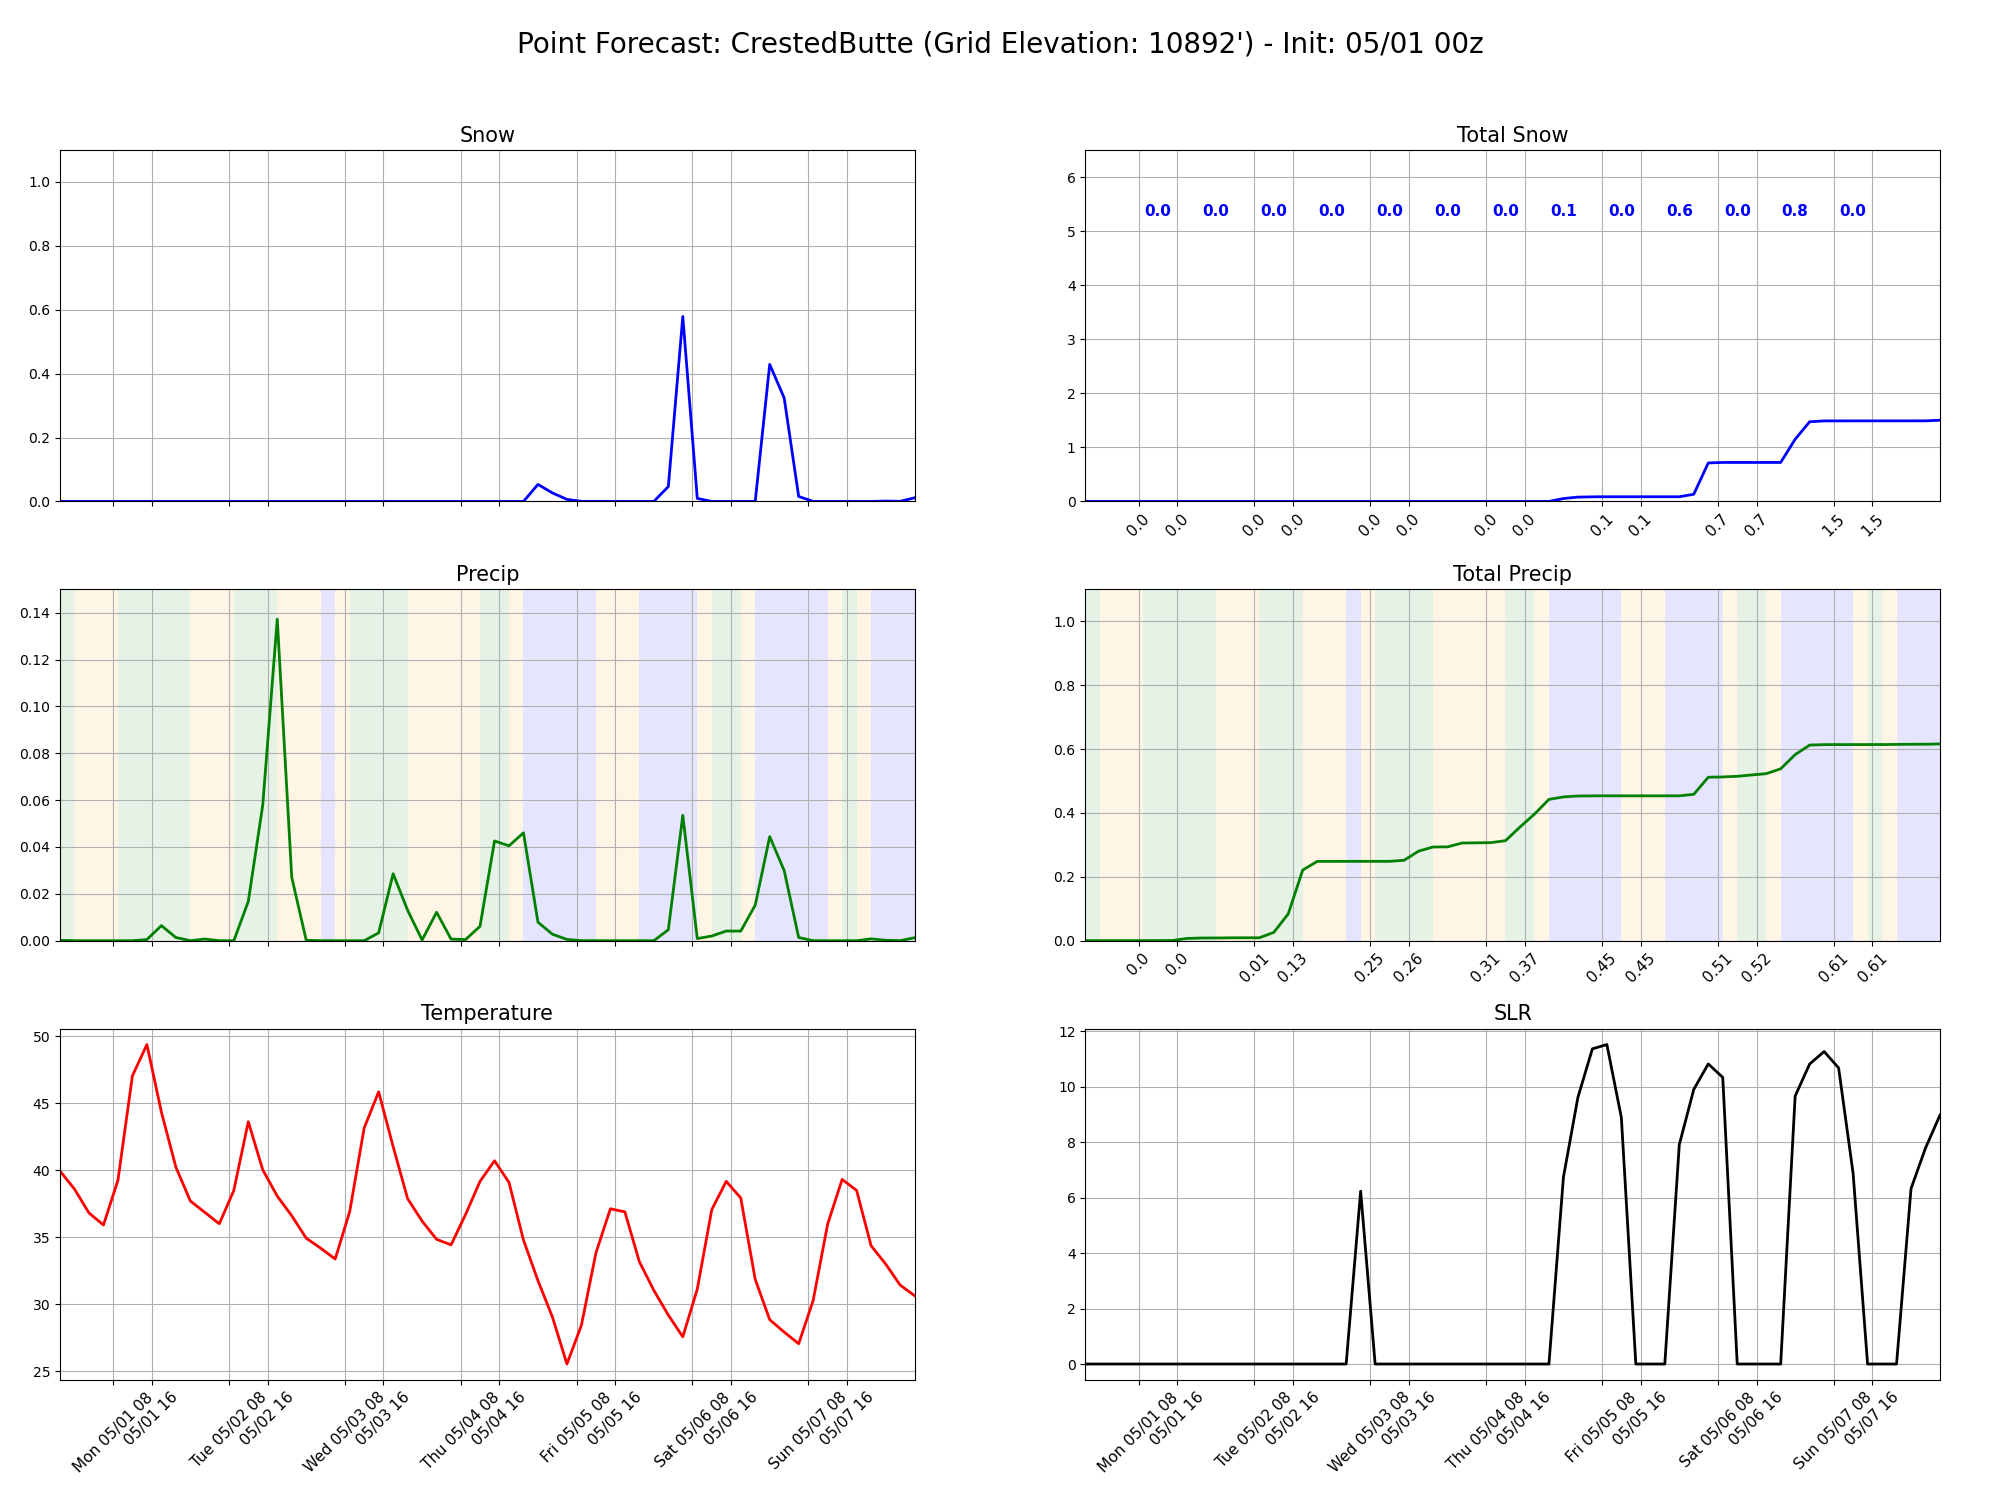 Point Forecast: CrestedButte (Grid Elevation: 10892') - Init: 05/01 00z
Snow
1.0
0.8
0.6
0.4
0.2
0.0
Total Snow
6
5
4
3
2
1
0
0.0 0.0 0.0 0.0 0.0 0.0 0.0 0.1 0.0 0.6 0.0 0.8 0.0
0.0 0.0 0.0 0.0 0.0 0.0 0.0 0.0 0.1 0.1 0.7 0.7 1.5 1.5
Precip
0.14
0.12
0.10
0.08
0.06
0.04
0.02
0.00
Total Precip
1.0
0.8
0.6
0.4
0.2
0.0
0.0 0.0 0.01 0.13 0.25 0.26 0.31 0.37 0.45 0.45 0.51 0.52 0.61 0.61
Temperature
50
45
40
35
30
25
Mon 05/01 08
05/01 16
Tue 05/02 08
05/02 16
Wed 05/03 08
05/03 16
Thu 05/04 08
05/04 16
Fri 05/05 08
05/05 16
Sat 05/06 08
05/06 16
Sun 05/07 08
05/07 16
SLR
12
10
8
6
4
2
0
Mon 05/01 08
05/01 16
Tue 05/02 08
05/02 16
Wed 05/03 08
05/03 16
Thu 05/04 08
05/04 16
Fri 05/05 08
05/05 16
Sat 05/06 08
05/06 16
Sun 05/07 08
05/07 16